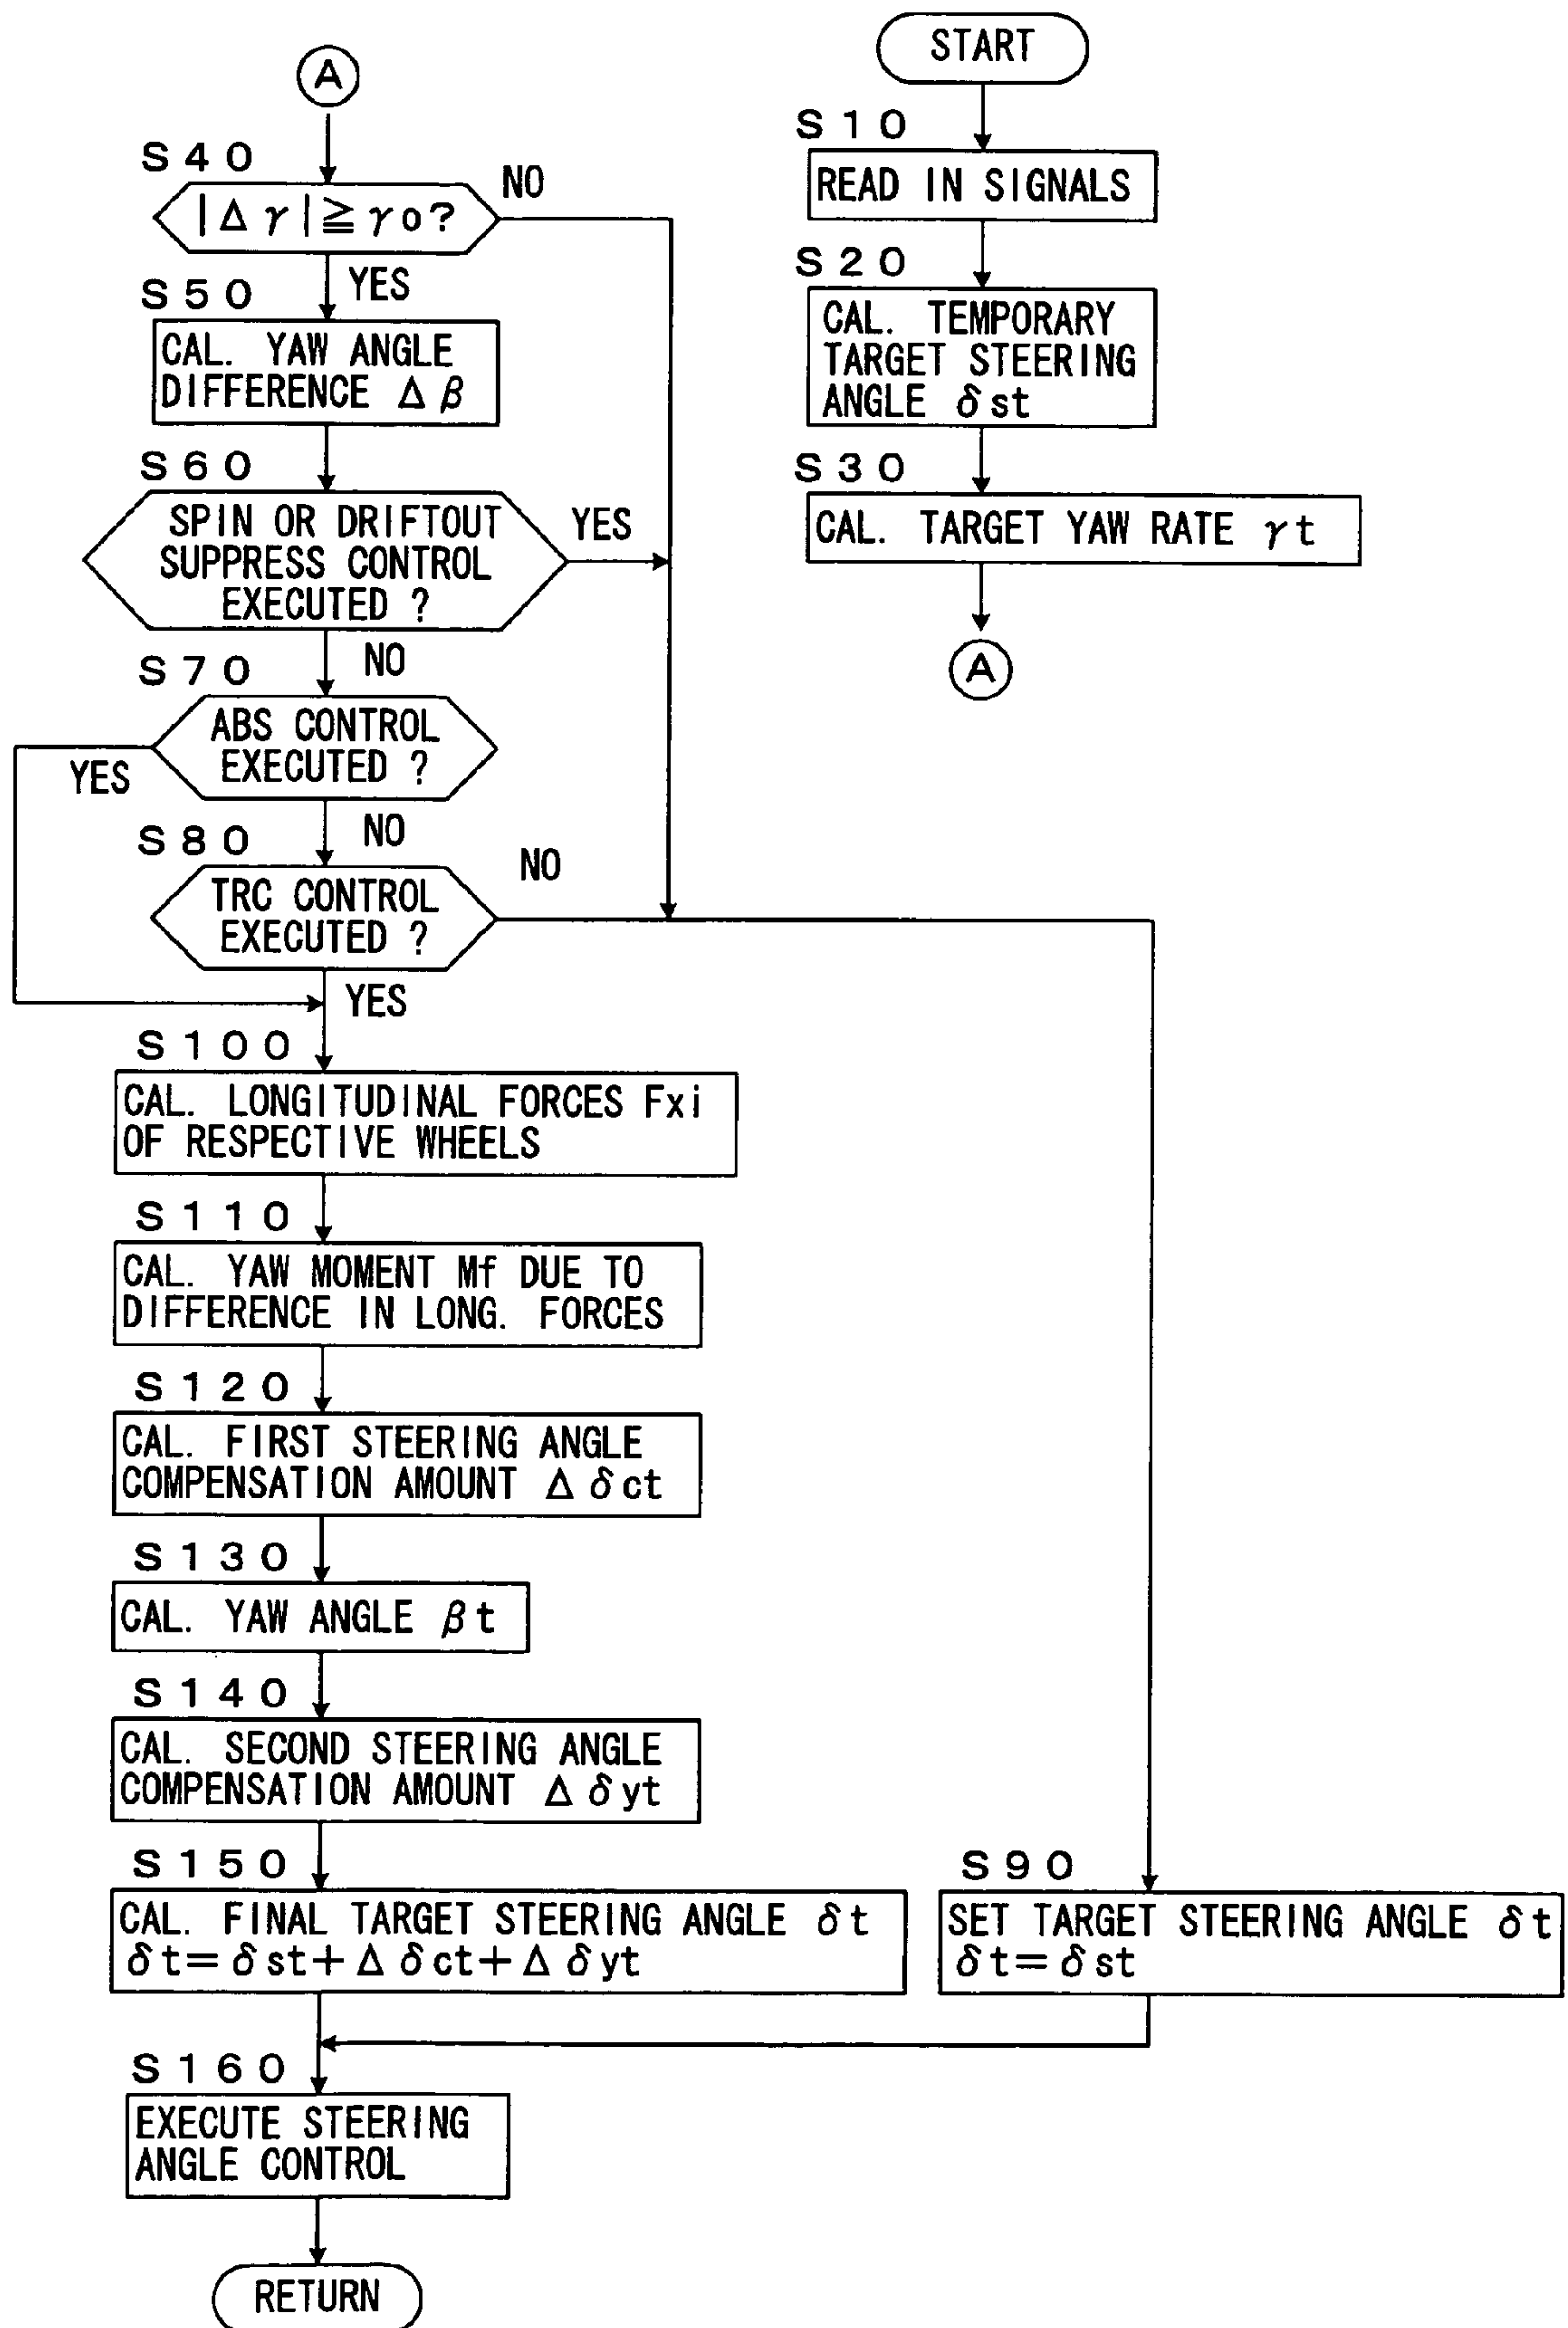 START
S10
READ IN SIGNALS
S20
CAL. TEMPORARY
TARGET STEERING
ANGLE δst
S30
CAL. TARGET YAW RATE γt
A
A
S40
|Δγ|≧γo?
NO
YES
S50
CAL. YAW ANGLE
DIFFERENCE Δβ
S60
SPIN OR DRIFTOUT
SUPPRESS CONTROL
EXECUTED ?
YES
NO
S70
ABS CONTROL
EXECUTED ?
YES
NO
S80
TRC CONTROL
EXECUTED ?
NO
YES
S100
CAL. LONGITUDINAL FORCES Fxi
OF RESPECTIVE WHEELS
S110
CAL. YAW MOMENT Mf DUE TO
DIFFERENCE IN LONG. FORCES
S120
CAL. FIRST STEERING ANGLE
COMPENSATION AMOUNT Δδct
S130
CAL. YAW ANGLE βt
S140
CAL. SECOND STEERING ANGLE
COMPENSATION AMOUNT Δδyt
S150
CAL. FINAL TARGET STEERING ANGLE δt
δt=δst+Δδct+Δδyt
S90
SET TARGET STEERING ANGLE δt
δt=δst
S160
EXECUTE STEERING
ANGLE CONTROL
RETURN